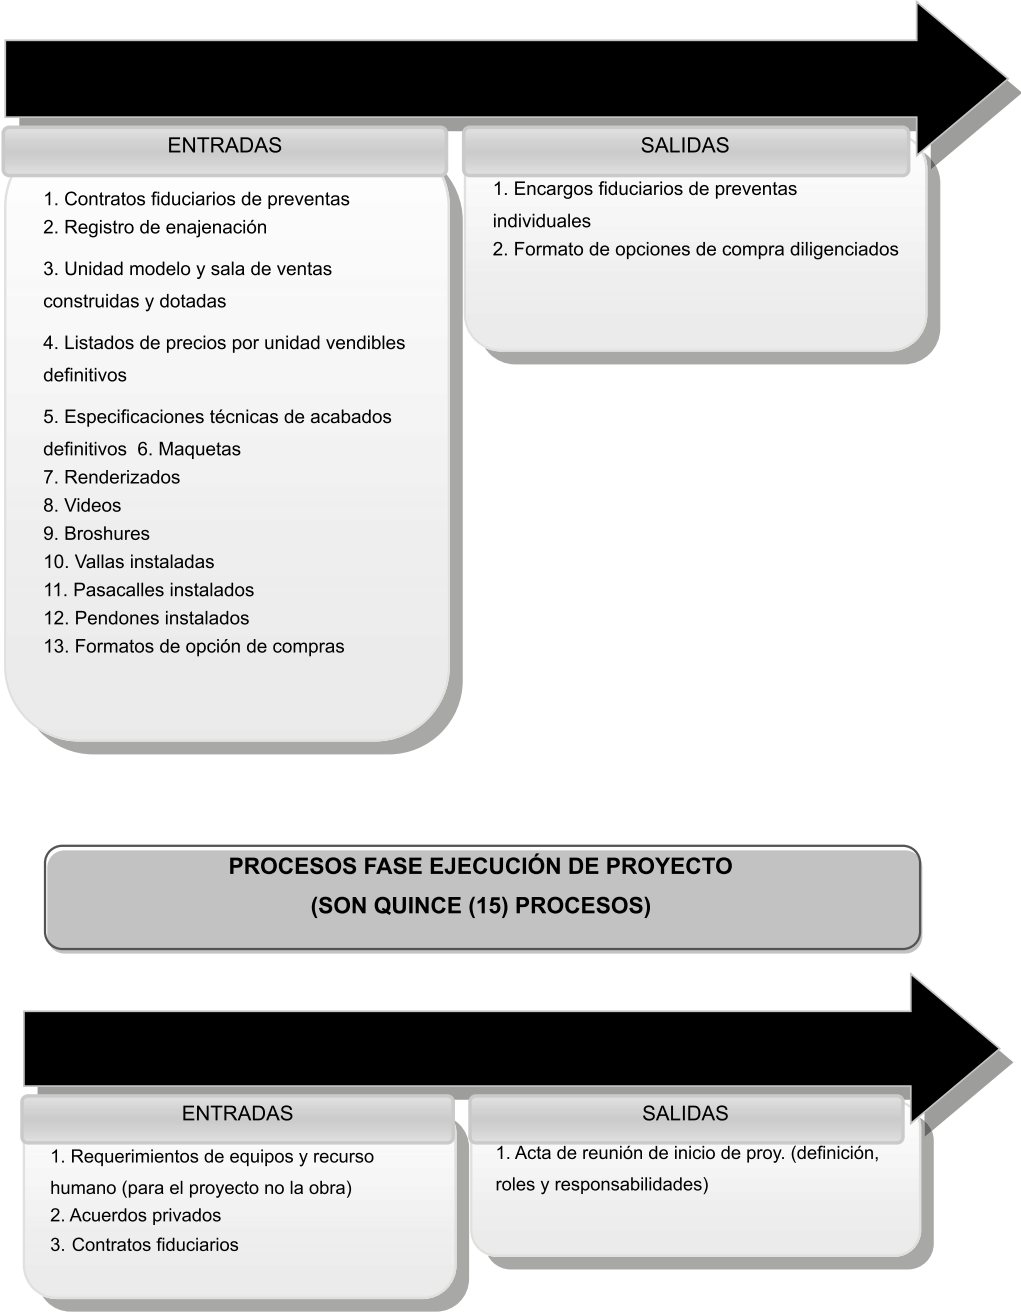 ENTRADAS
1. Contratos fiduciarios de preventas
2. Registro de enajenación
3. Unidad modelo y sala de ventas
construidas y dotadas
4. Listados de precios por unidad vendibles
definitivos
5. Especificaciones técnicas de acabados
definitivos  6. Maquetas
7. Renderizados
8. Videos
9. Broshures
10. Vallas instaladas
11. Pasacalles instalados
12. Pendones instalados
13. Formatos de opción de compras
SALIDAS
1. Encargos fiduciarios de preventas
individuales
2. Formato de opciones de compra diligenciados
PROCESOS FASE EJECUCIÓN DE PROYECTO
(SON QUINCE (15) PROCESOS)
ENTRADAS
1. Requerimientos de equipos y recurso
humano (para el proyecto no la obra)
2. Acuerdos privados
3. Contratos fiduciarios
SALIDAS
1. Acta de reunión de inicio de proy. (definición,
roles y responsabilidades)